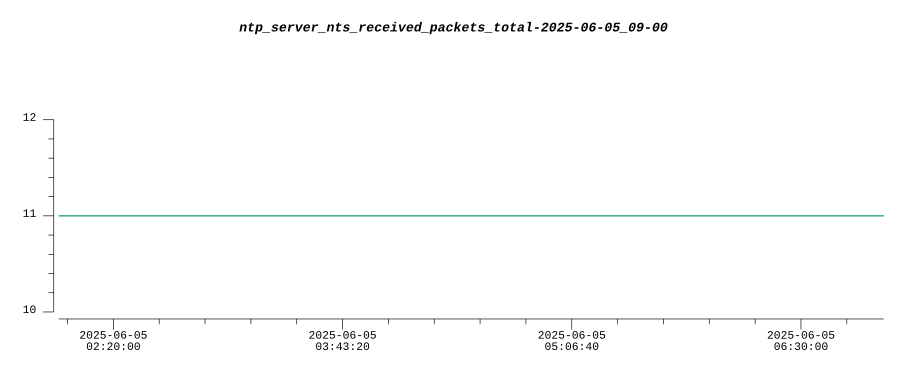 ntp_server_nts_received_packets_total-2025-06-05_09-00
12
11
10
2025-06-05 2025-06-05 2025-06-05 2025-06-05
02:20:00 03:43:20 05:06:40 06:30:00